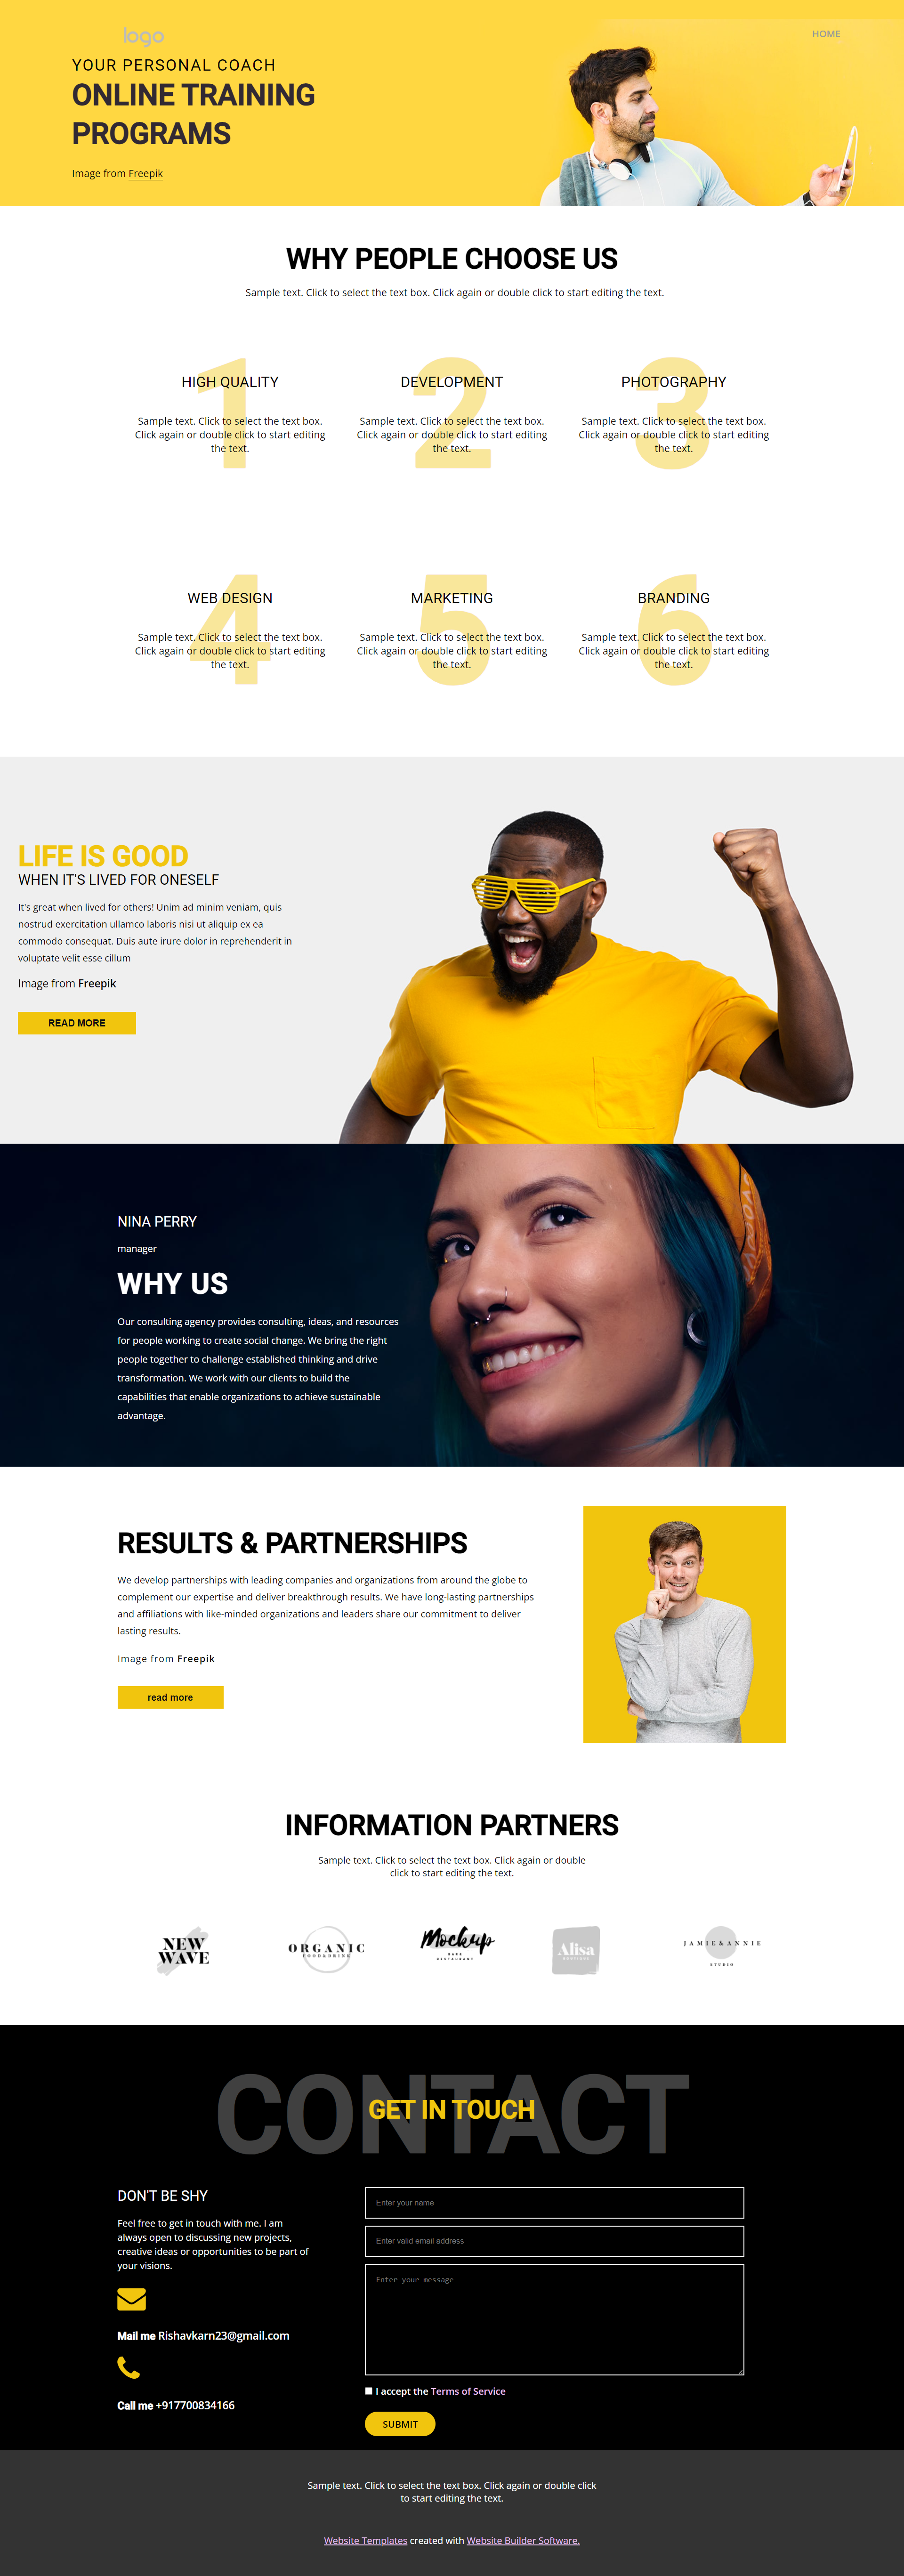 logo
HOME
YOUR PERSONAL COACH
ONLINE TRAINING
PROGRAMS
Image from Freepik
WHY PEOPLE CHOOSE US
Sample text. Click to select the text box. Click again or double click to start editing the text.
1
HIGH QUALITY
Sample text. Click to select the text box.
Click again or double click to start editing
the text.
2
DEVELOPMENT
Sample text. Click to select the text box.
Click again or double click to start editing
the text.
3
PHOTOGRAPHY
Sample text. Click to select the text box.
Click again or double click to start editing
the text.
4
WEB DESIGN
Sample text. Click to select the text box.
Click again or double click to start editing
the text.
5
MARKETING
Sample text. Click to select the text box.
Click again or double click to start editing
the text.
6
BRANDING
Sample text. Click to select the text box.
Click again or double click to start editing
the text.
LIFE IS GOOD
WHEN IT'S LIVED FOR ONESELF
It's great when lived for others! Unim ad minim veniam, quis
nostrud exercitation ullamco laboris nisi ut aliquip ex ea
commodo consequat. Duis aute irure dolor in reprehenderit in
voluptate velit esse cillum
Image from Freepik
READ MORE
NINA PERRY
manager
WHY US
Our consulting agency provides consulting, ideas, and resources
for people working to create social change. We bring the right
people together to challenge established thinking and drive
transformation. We work with our clients to build the
capabilities that enable organizations to achieve sustainable
advantage.
RESULTS & PARTNERSHIPS
We develop partnerships with leading companies and organizations from around the globe to
complement our expertise and deliver breakthrough results. We have long-lasting partnerships
and affiliations with like-minded organizations and leaders share our commitment to deliver
lasting results.
Image from Freepik
read more
INFORMATION PARTNERS
Sample text. Click to select the text box. Click again or double
click to start editing the text.
NEW
WAVE
ORGANIC
FOOD&DRINK
Mockup
RESTAURANT
Alisa
JAMIE&ANNIE
STUDIO
CONTACT
GET IN TOUCH
DON'T BE SHY
Feel free to get in touch with me. I am
always open to discussing new projects,
creative ideas or opportunities to be part of
your visions.
Mail me Rishavkarn23@gmail.com
Call me +917700834166
Enter your name
Enter valid email address
Enter your message
I accept the Terms of Service
SUBMIT
Sample text. Click to select the text box. Click again or double click
to start editing the text.
Website Templates created with Website Builder Software.